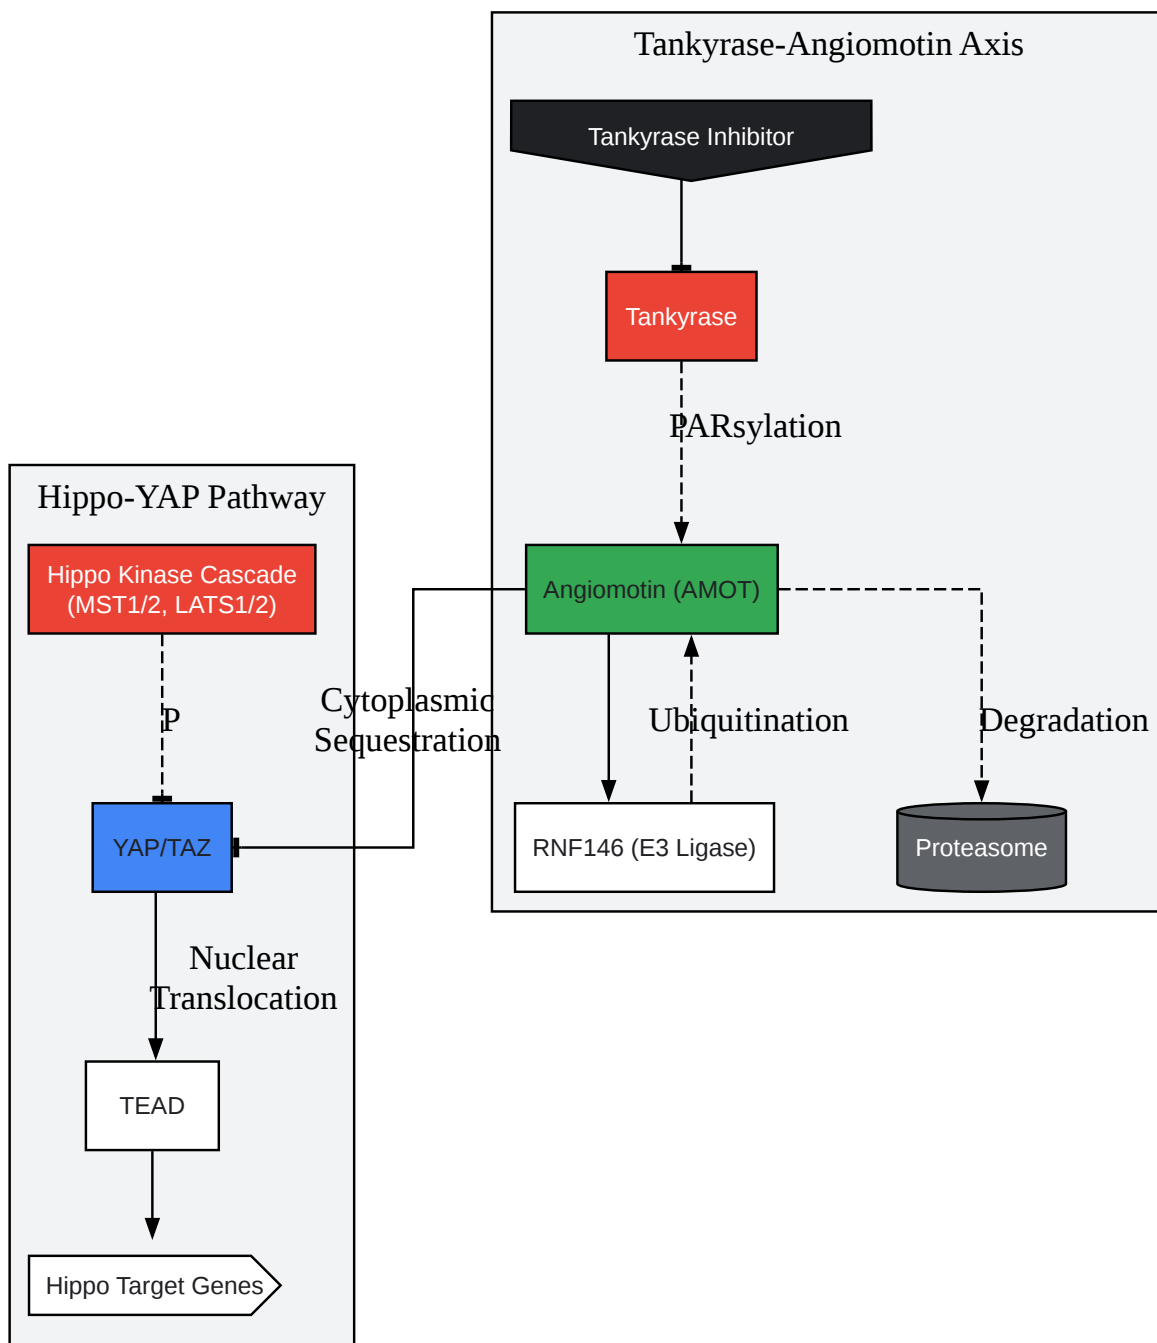 Tankyrase-Angiomotin Axis
Tankyrase Inhibitor
Tankyrase
PARsylation
Hippo-YAP Pathway
Hippo Kinase Cascade
(MST1/2, LATS1/2)
Angiomotin (AMOT)
P
Cytoplasmic
Sequestration
Ubiquitination
Degradation
YAP/TAZ
RNF146 (E3 Ligase)
Proteasome
Nuclear
Translocation
TEAD
Hippo Target Genes